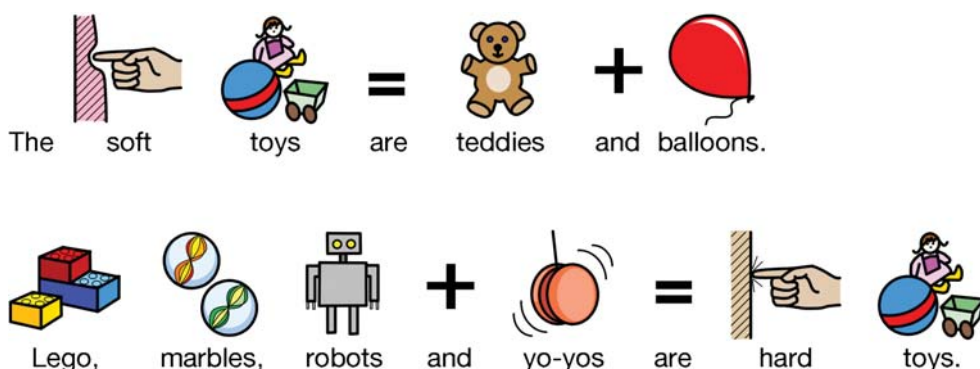 The soft toys are teddies and balloons.
Lego, marbles, robots and yo-yos are hard toys.